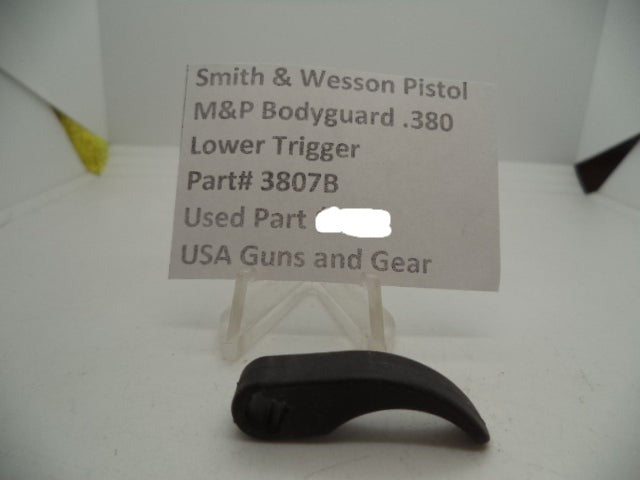 Smith & Wesson Pistol
M&P Bodyguard .380
Lower Trigger
Part# 3807B
Used Part
USA Guns and Gear